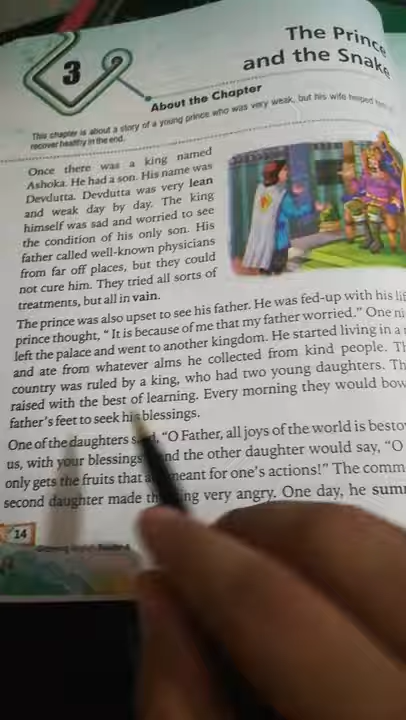 3
The Prince
and the Snake
About the Chapter
This chapter is about a story of a young prince who was very weak, but his wife helped
recover healthy in the end.
Once there was a king named
Ashoka. He had a son. His name was
Devdutta. Devdutta was very lean
and weak day by day. The king
himself was sad and worried to see
the condition of his only son. His
father called well-known physicians
from far off places, but they could
not cure him. They tried all sorts of
treatments, but all in vain.
The prince was also upset to see his father. He was fed-up with his
prince thought, “ It is because of me that my father worried.” One
left the palace and went to another kingdom. He started living in a
and ate from whatever alms he collected from kind people.
country was ruled by a king, who had two young daughters.
raised with the best of learning. Every morning they would bow
father's feet to seek his blessings.
One of the daughters "O Father, all joys of the world is
us, with your blessings and the other daughter would say, "O
only gets the fruits that meant for one's actions!" The
second daughter made very angry. One day, he
14